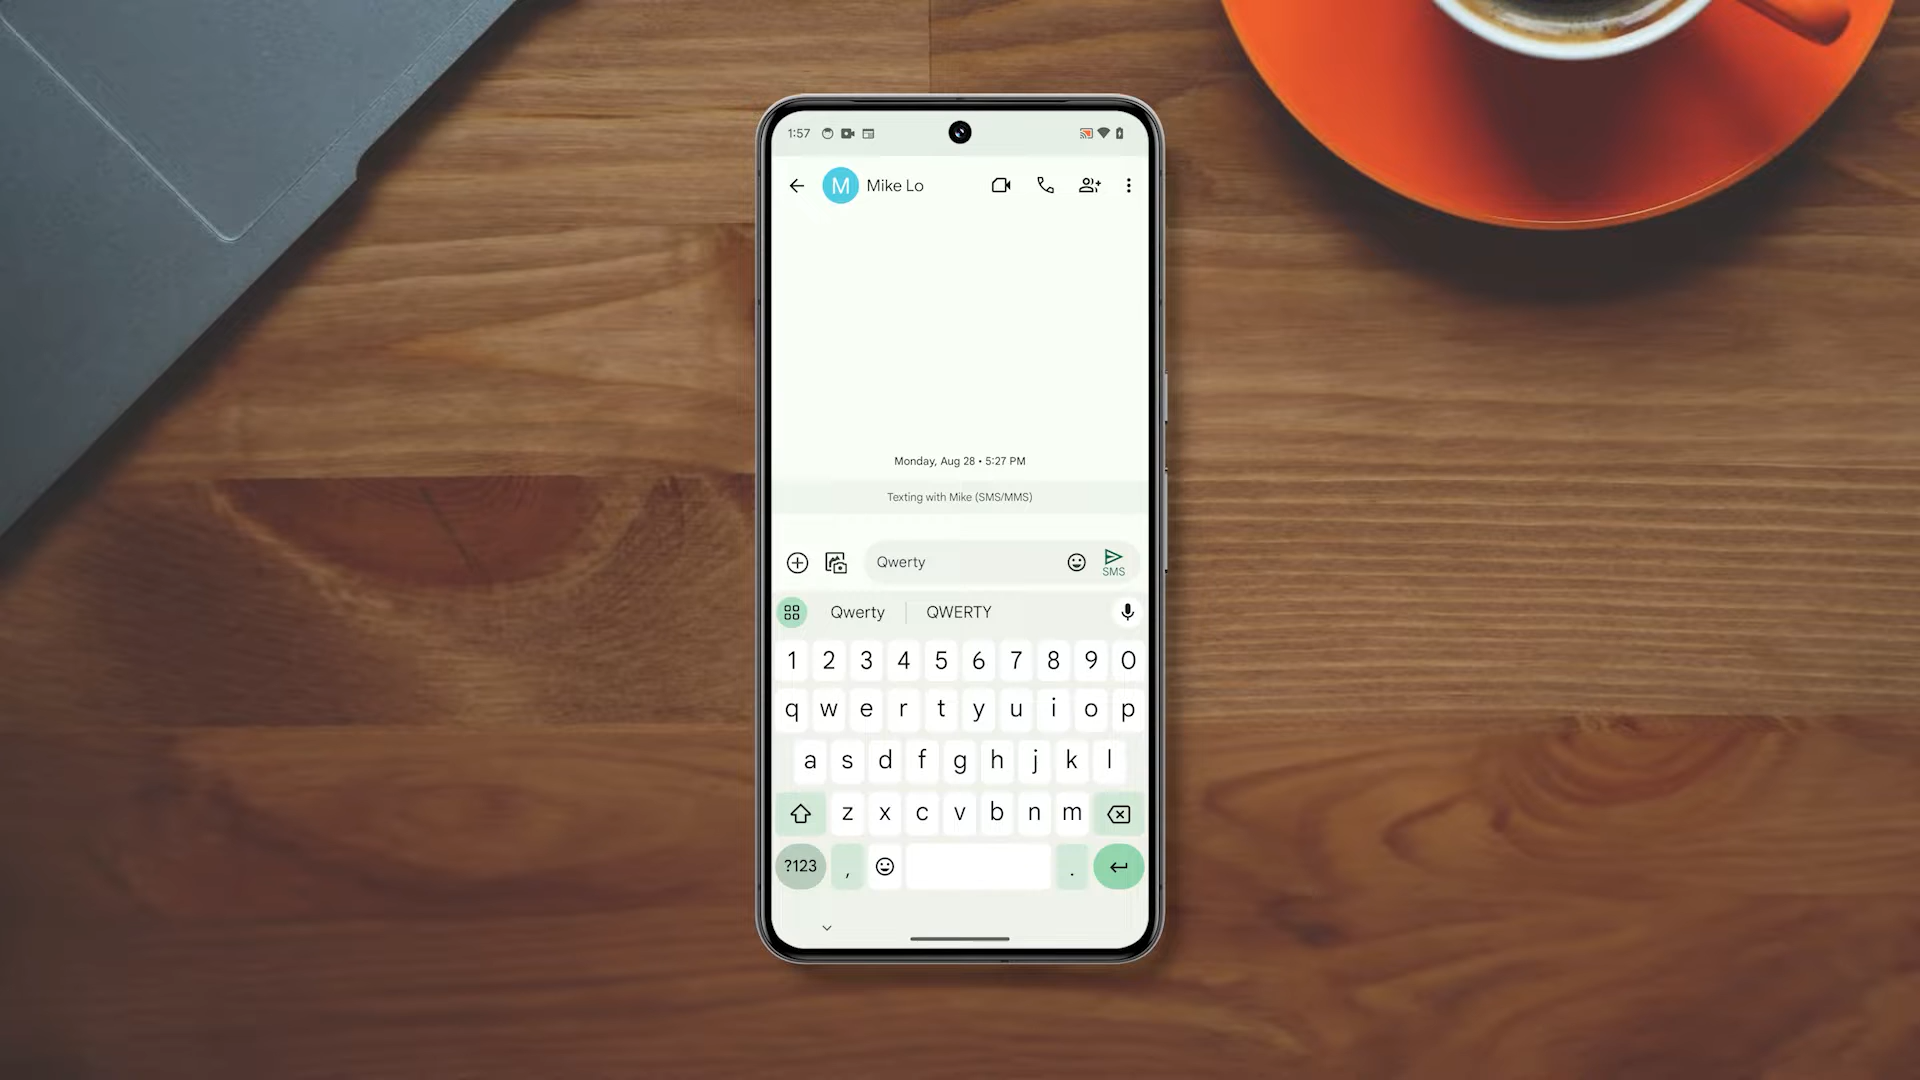 1:57
M Mike Lo
Monday, Aug 28 • 5:27 PM
Texting with Mike (SMS/MMS)
Qwerty
SMS
Qwerty QWERTY
1 2 3 4 5 6 7 8 9 0
q w e r t y u i o p
a s d f g h j k l
z x c v b n m
?123 , .